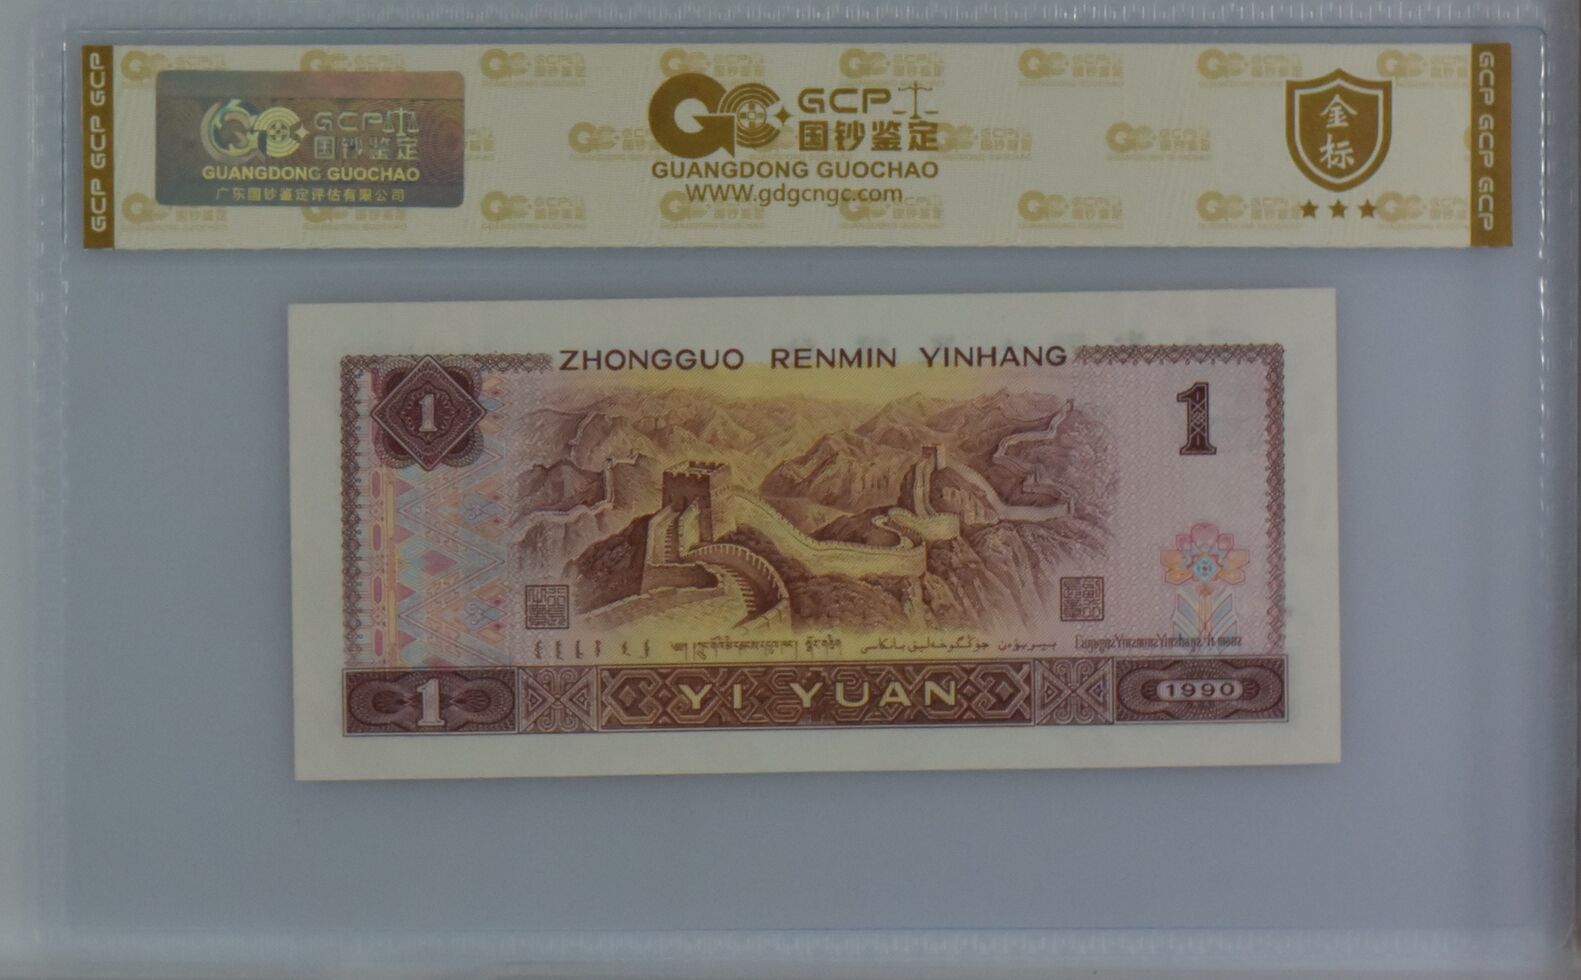 GCP GCP GCP
GCP
国钞鉴定
GUANGDONG GUOCHAO
广东国钞鉴定评估有限公司
GCP
国钞鉴定
GUANGDONG GUOCHAO
WWW.gdgcngc.com
金标
GCP GCP GCP
ZHONGGUO RENMIN YINHANG
1
1
1
YI YUAN
1990